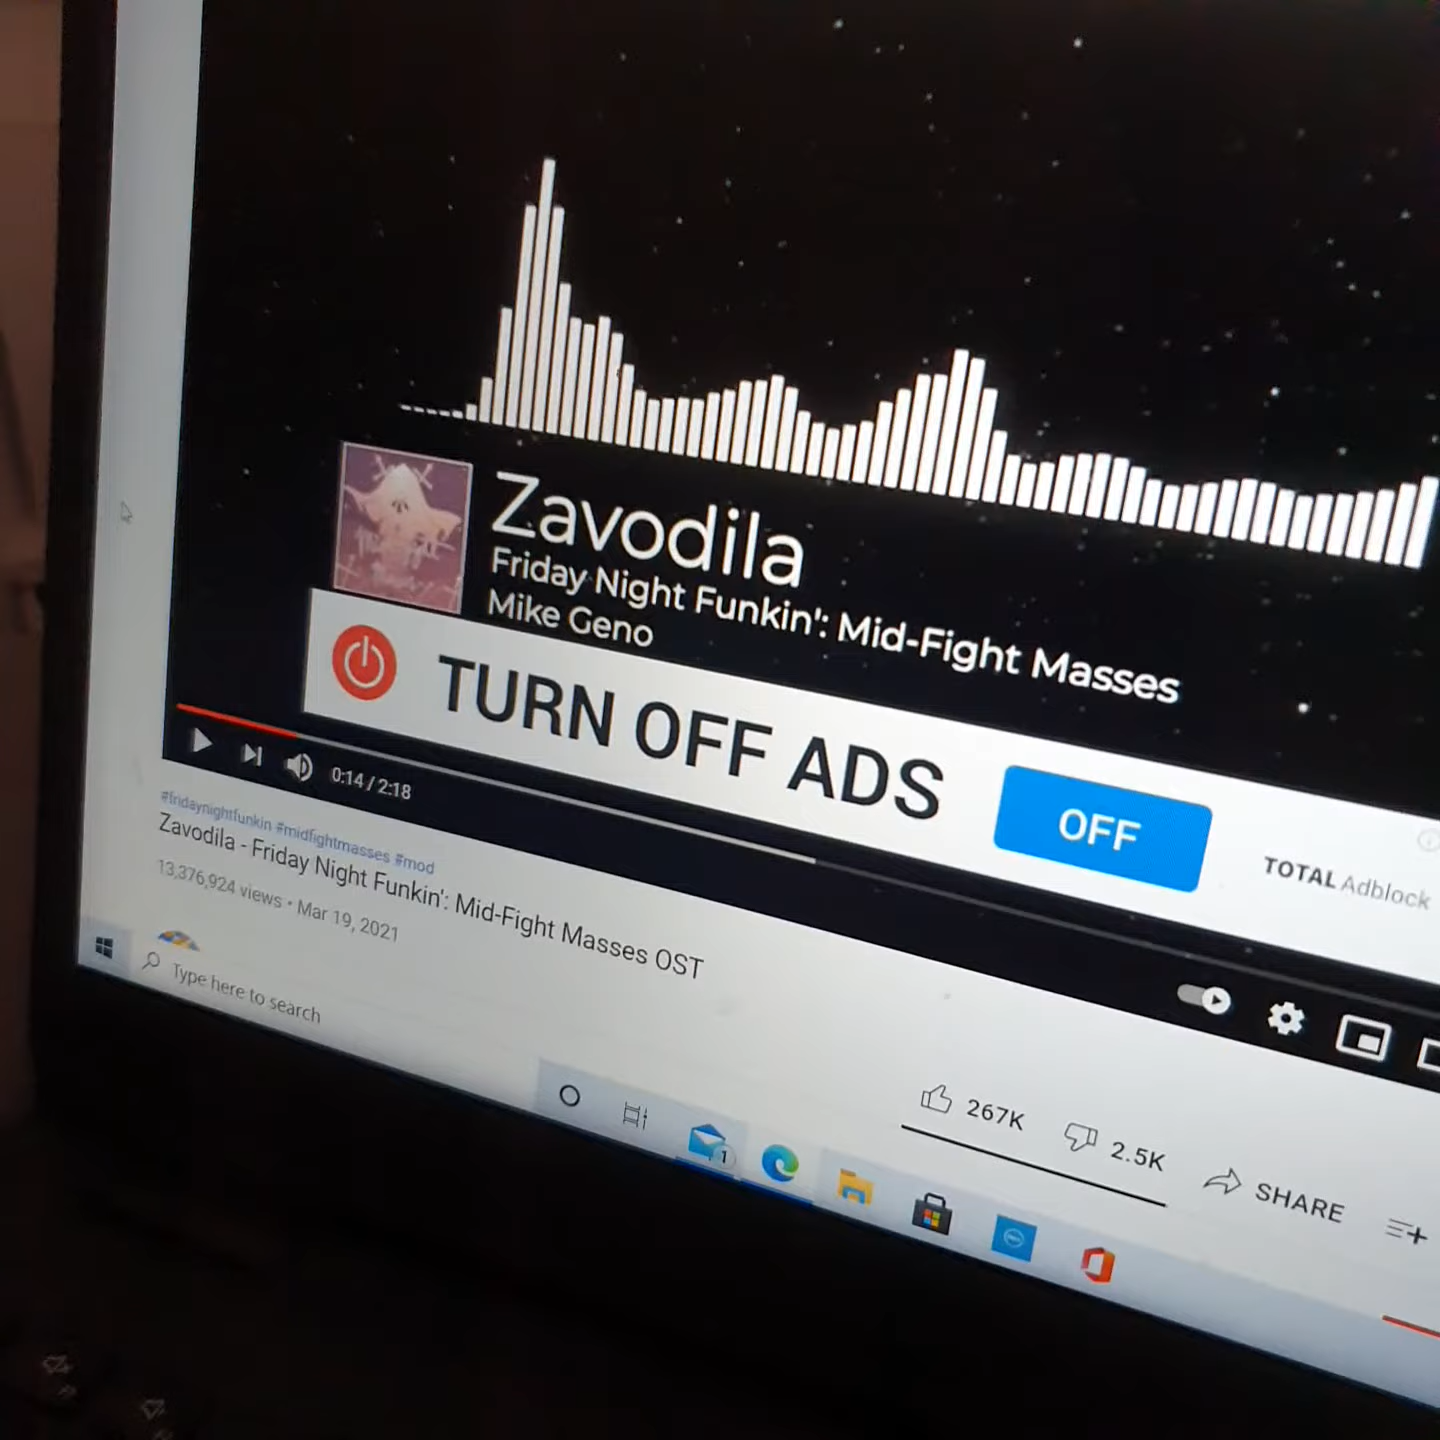 Zavodila
Friday Night Funkin': Mid-Fight Masses
Mike Geno
TURN OFF ADS
OFF
TOTAL Adblock
0:14 / 2:18
#fridaynightfunkin #midfightmasses #mod
Zavodila - Friday Night Funkin': Mid-Fight Masses OST
13,376,924 views • Mar 19, 2021
267K
2.5K
SHARE
Type here to search
1